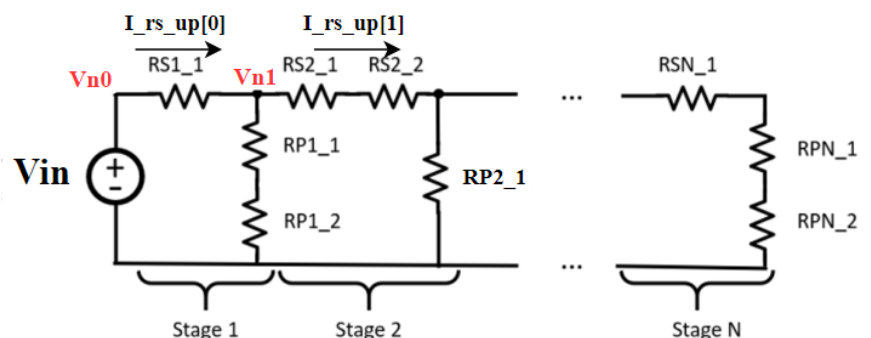 I_rs_up[0]
I_rs_up[1]
RS1_1
RS2_1
RS2_2
RSN_1
Vn0
Vn1
...
RP1_1
RPN_1
Vin
+
-
RP2_1
RP1_2
RPN_2
...
Stage 1
Stage 2
Stage N